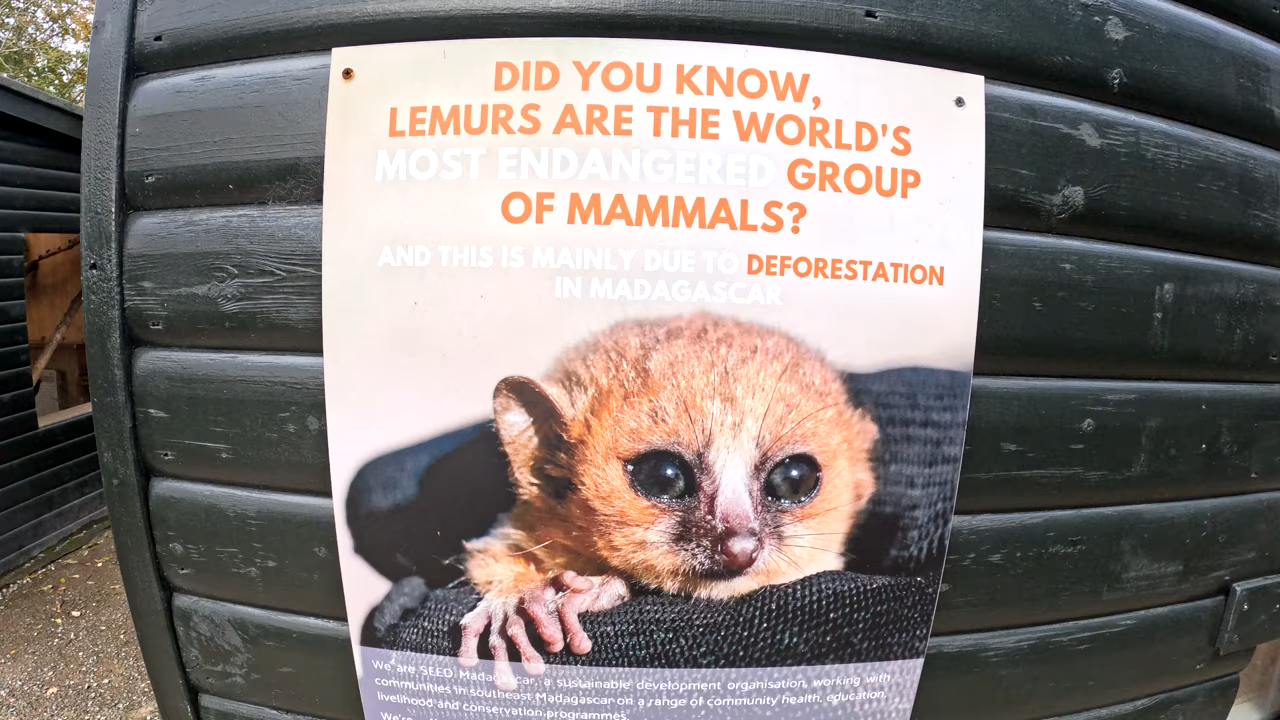 DID YOU KNOW,
LEMURS ARE THE WORLD'S
MOST ENDANGERED GROUP
OF MAMMALS?
AND THIS IS MAINLY DUE TO DEFORESTATION
IN MADAGASCAR
We are SEED Madagascar, a sustainable development organisation, working with
communities in southeast Madagascar on a range of community health, education,
livelihood and conservation programmes.
We're